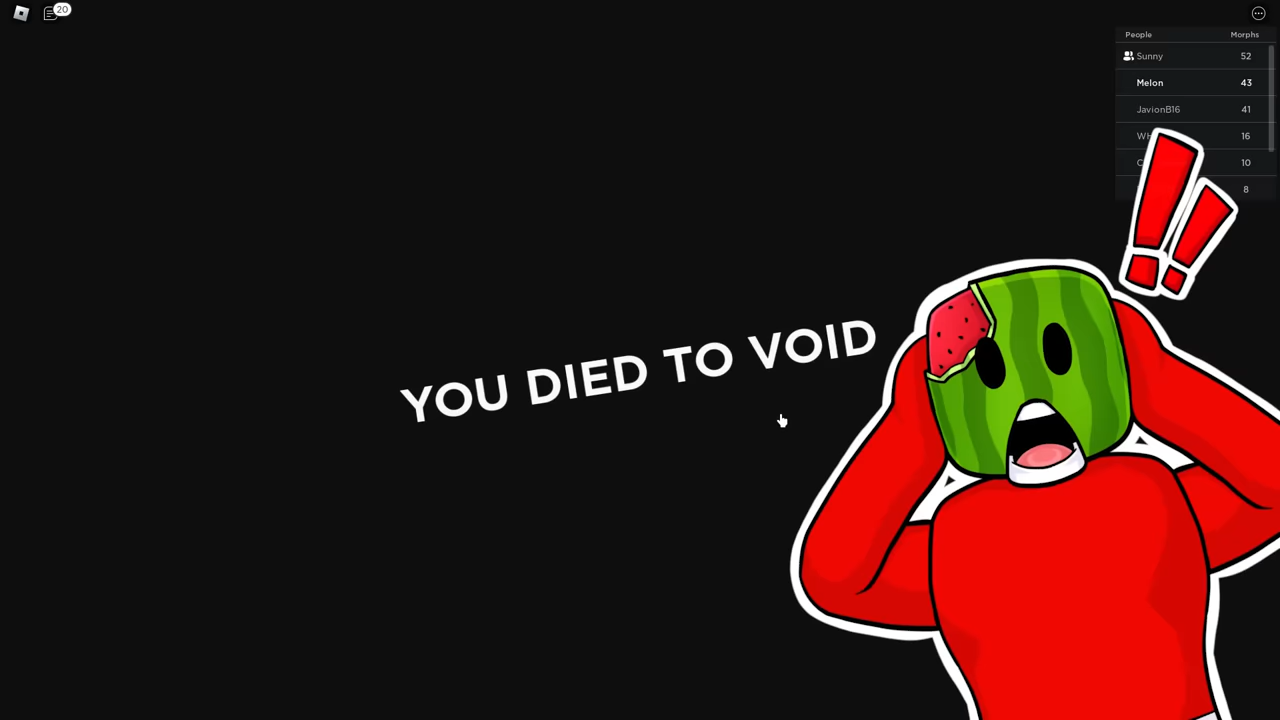 20
People Morphs
Sunny 52
Melon 43
JavionB16 41
16
10
8
YOU DIED TO VOID
!!